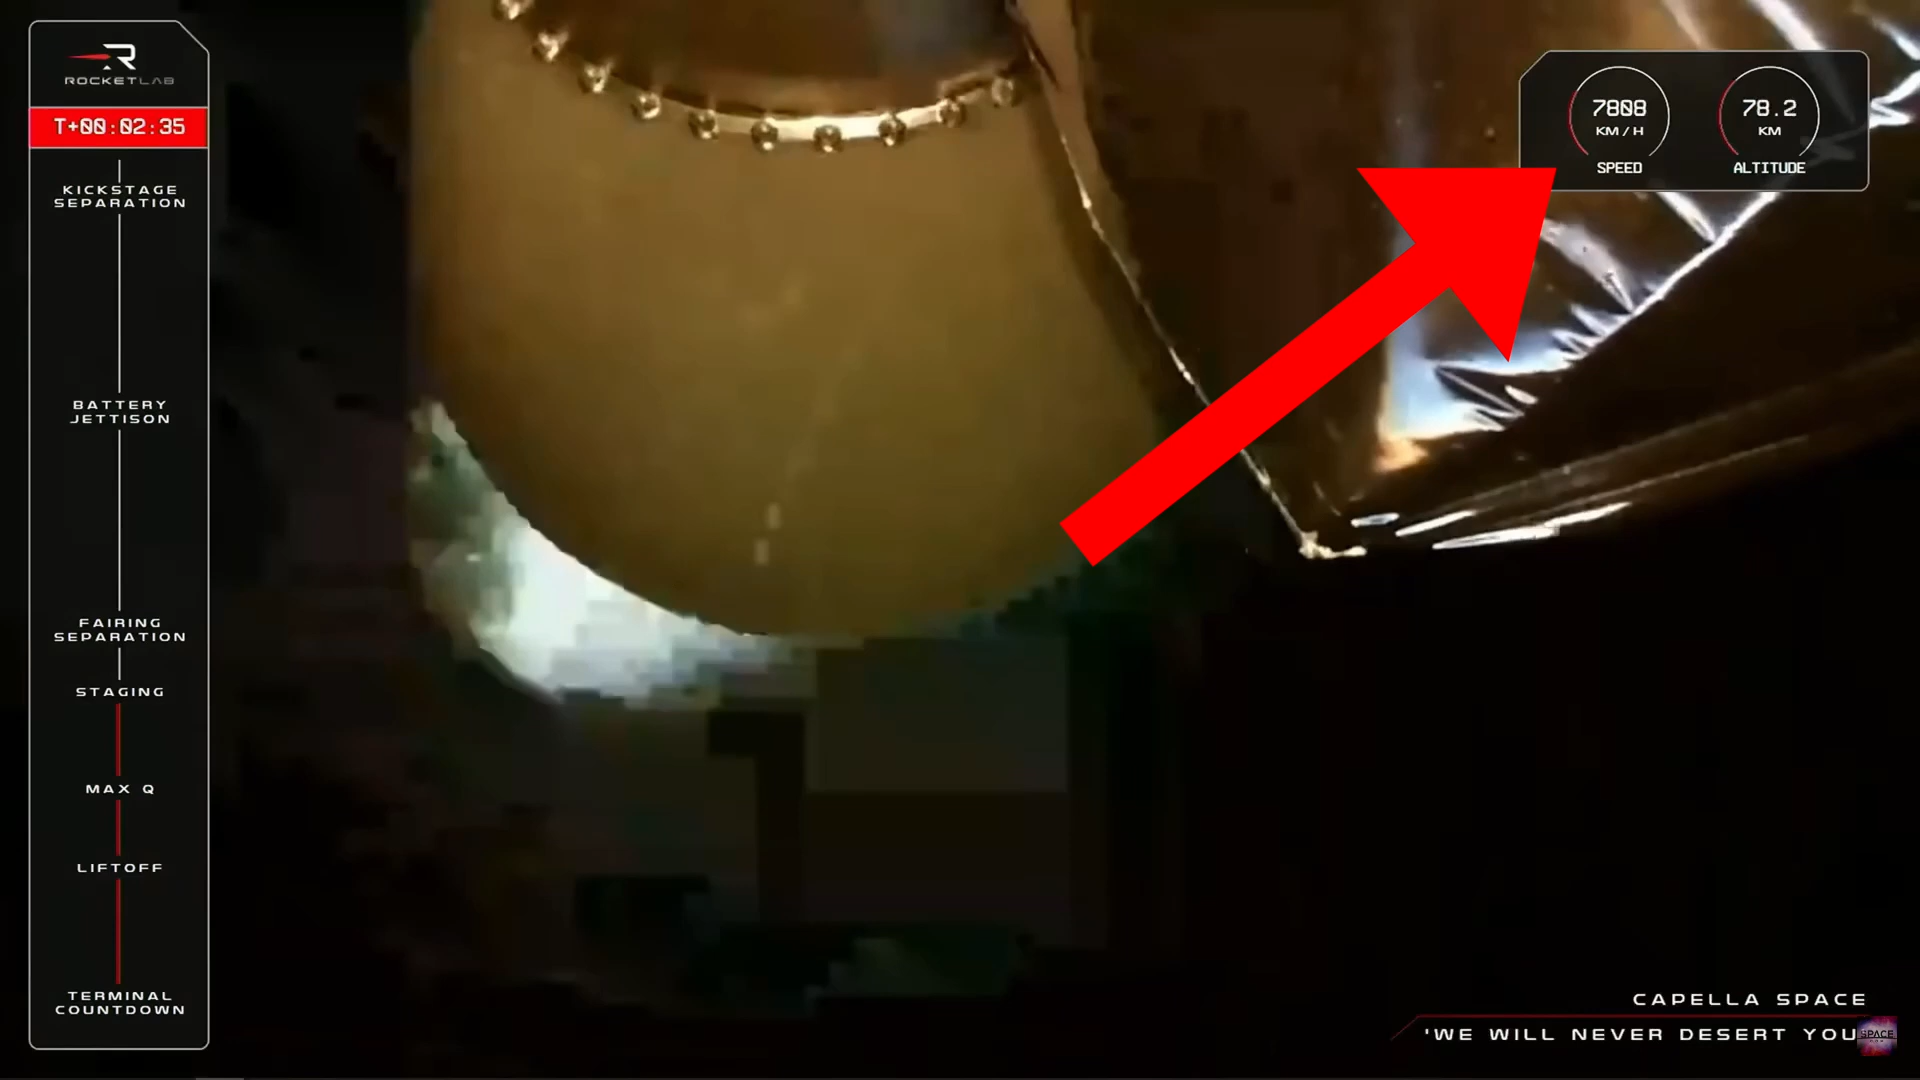 ROCKETLAB
T+00:02:35
KICKSTAGE
SEPARATION
BATTERY
JETTISON
FAIRING
SEPARATION
STAGING
MAX Q
LIFTOFF
TERMINAL
COUNTDOWN
7808
KM/H
SPEED
78.2
KM
ALTITUDE
CAPELLA SPACE
'WE WILL NEVER DESERT YOU
SPACE